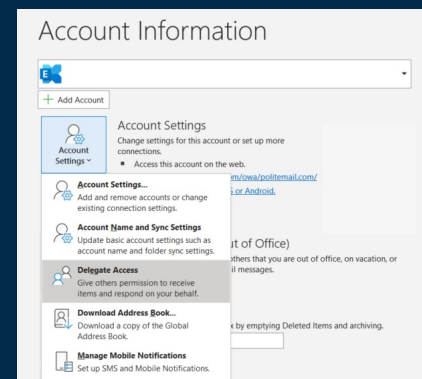 Account Information
E
+ Add Account
Account
Settings
Account Settings
Change settings for this account or set up more
connections.
Access this account on the web.
m/owa/politemail.com/
or Android.
Account Settings...
Add and remove accounts or change
existing connection settings.
Account Name and Sync Settings
Update basic account settings such as
account name and folder sync settings.
ut of Office)
others that you are out of office, on vacation, or
il messages.
Delegate Access
Give others permission to receive
items and respond on your behalf.
Download Address Book...
Download a copy of the Global
Address Book.
x by emptying Deleted Items and archiving.
Manage Mobile Notifications
Set up SMS and Mobile Notifications.